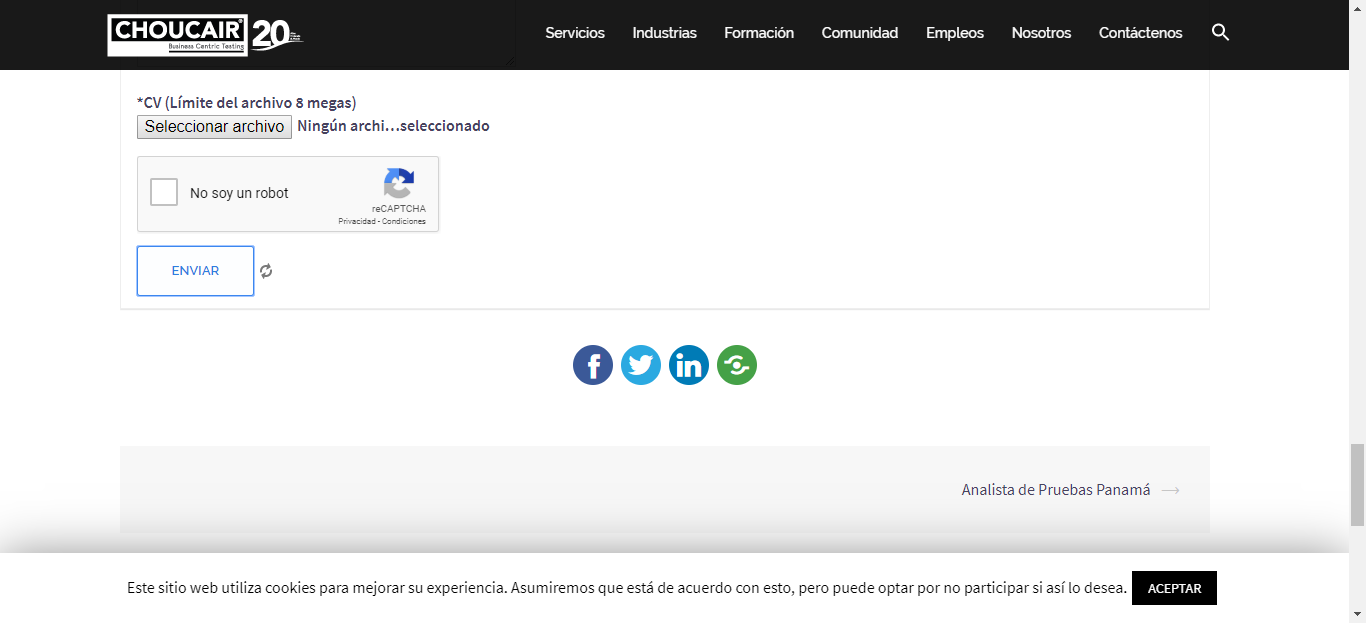 CHOUCAIR®
Business Centric Testing
20
Servicios Industrias Formación Comunidad Empleos Nosotros Contáctenos
*CV (Límite del archivo 8 megas)
Seleccionar archivo Ningún archi…seleccionado
No soy un robot
reCAPTCHA
Privacidad - Condiciones
ENVIAR
Analista de Pruebas Panamá →
Este sitio web utiliza cookies para mejorar su experiencia. Asumiremos que está de acuerdo con esto, pero puede optar por no participar si así lo desea. ACEPTAR